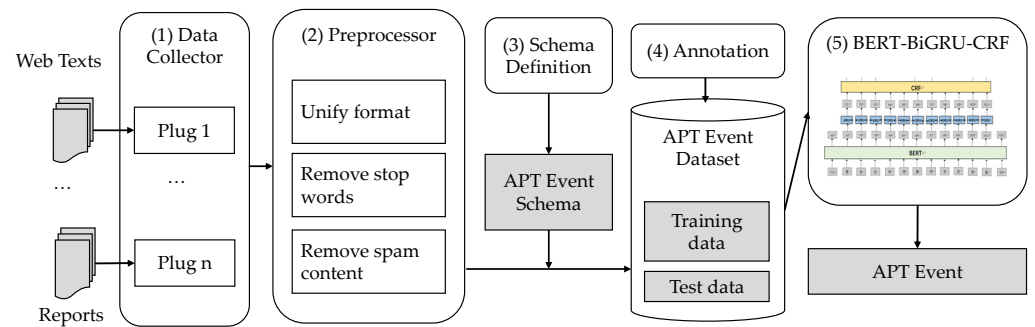 Web Texts
...
Reports
(1) Data
Collector
Plug 1
...
Plug n
(2) Preprocessor
Unify format
Remove stop
words
Remove spam
content
(3) Schema
Definition
APT Event
Schema
(4) Annotation
APT Event
Dataset
Training
data
Test data
(5) BERT-BiGRU-CRF
CRF
BERT
APT Event